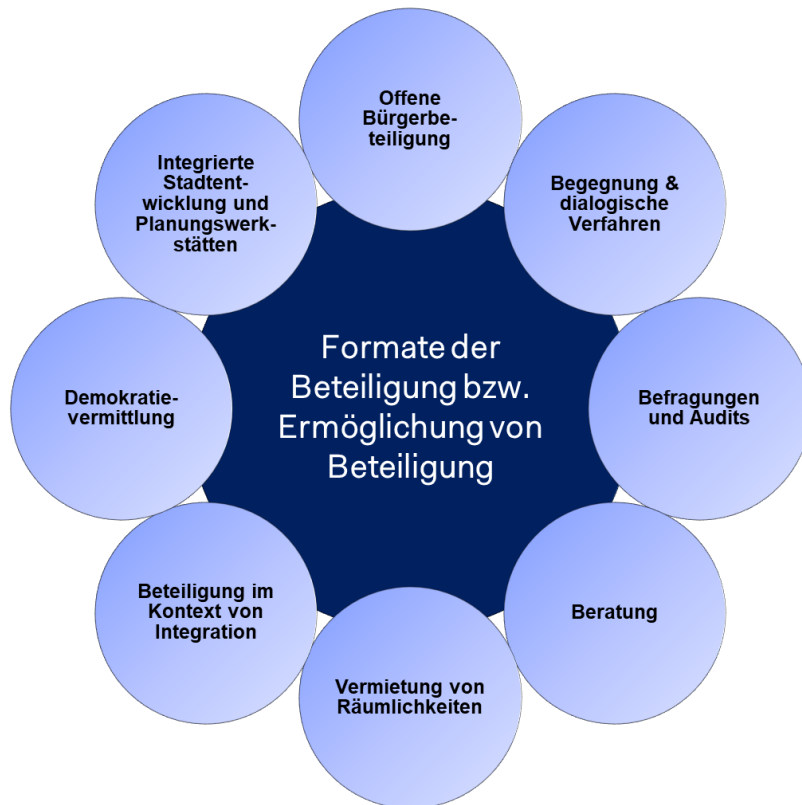 Offene
Bürgerbe-
teiligung
Integrierte
Stadtent-
wicklung und
Planungswerk-
stätten
Begegnung &
dialogische
Verfahren
Formate der
Beteiligung bzw.
Ermöglichung von
Beteiligung
Demokratie-
vermittlung
Befragungen
und Audits
Beteiligung im
Kontext von
Integration
Beratung
Vermietung von
Räumlichkeiten